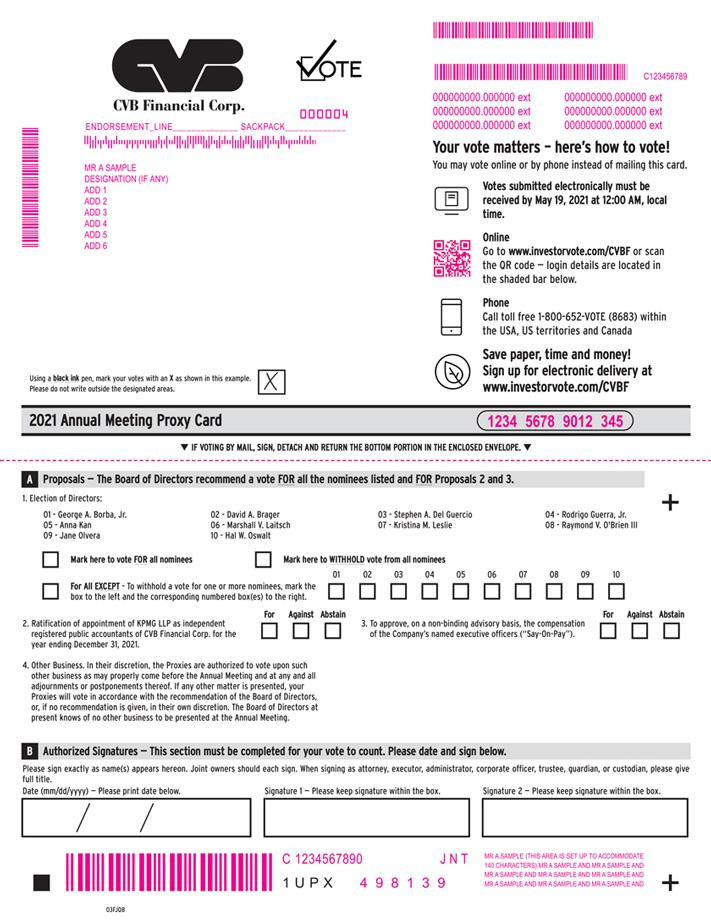 CVB
CVB Financial Corp.
VOTE
000004
ENDORSEMENT_LINE______________ SACKPACK_____________
MR A SAMPLE
DESIGNATION (IF ANY)
ADD 1
ADD 2
ADD 3
ADD 4
ADD 5
ADD 6
C123456789
000000000.000000 ext 000000000.000000 ext
000000000.000000 ext 000000000.000000 ext
000000000.000000 ext 000000000.000000 ext
Your vote matters – here's how to vote!
You may vote online or by phone instead of mailing this card.
Votes submitted electronically must be
received by May 19, 2021 at 12:00 AM, local
time.
Online
Go to www.investorvote.com/CVBF or scan
the QR code — login details are located in
the shaded bar below.
Phone
Call toll free 1-800-652-VOTE (8683) within
the USA, US territories and Canada
Save paper, time and money!
Sign up for electronic delivery at
www.investorvote.com/CVBF
Using a black ink pen, mark your votes with an X as shown in this example.
Please do not write outside the designated areas.
X
2021 Annual Meeting Proxy Card
1234 5678 9012 345
▼ IF VOTING BY MAIL, SIGN, DETACH AND RETURN THE BOTTOM PORTION IN THE ENCLOSED ENVELOPE. ▼
A Proposals — The Board of Directors recommend a vote FOR all the nominees listed and FOR Proposals 2 and 3.
1. Election of Directors:
01 - George A. Borba, Jr. 02 - David A. Brager 03 - Stephen A. Del Guercio 04 - Rodrigo Guerra, Jr.
05 - Anna Kan 06 - Marshall V. Laitsch 07 - Kristina M. Leslie 08 - Raymond V. O'Brien III
09 - Jane Olvera 10 - Hal W. Oswalt
Mark here to vote FOR all nominees
Mark here to WITHHOLD vote from all nominees
01 02 03 04 05 06 07 08 09 10
For All EXCEPT - To withhold a vote for one or more nominees, mark the
box to the left and the corresponding numbered box(es) to the right.
For Against Abstain
2. Ratification of appointment of KPMG LLP as independent
registered public accountants of CVB Financial Corp. for the
year ending December 31, 2021.
For Against Abstain
3. To approve, on a non-binding advisory basis, the compensation
of the Company's named executive officers ("Say-On-Pay").
4. Other Business. In their discretion, the Proxies are authorized to vote upon such
other business as may properly come before the Annual Meeting and at any and all
adjournments or postponements thereof. If any other matter is presented, your
Proxies will vote in accordance with the recommendation of the Board of Directors,
or, if no recommendation is given, in their own discretion. The Board of Directors at
present knows of no other business to be presented at the Annual Meeting.
B Authorized Signatures — This section must be completed for your vote to count. Please date and sign below.
Please sign exactly as name(s) appears hereon. Joint owners should each sign. When signing as attorney, executor, administrator, corporate officer, trustee, guardian, or custodian, please give
full title.
Date (mm/dd/yyyy) — Please print date below.
Signature 1 — Please keep signature within the box.
Signature 2 — Please keep signature within the box.
/ /
C 1234567890 J N T
1 U P X 4 9 8 1 3 9
MR A SAMPLE (THIS AREA IS SET UP TO ACCOMMODATE
140 CHARACTERS) MR A SAMPLE AND MR A SAMPLE AND
MR A SAMPLE AND MR A SAMPLE AND MR A SAMPLE AND
MR A SAMPLE AND MR A SAMPLE AND MR A SAMPLE AND
03FJQB